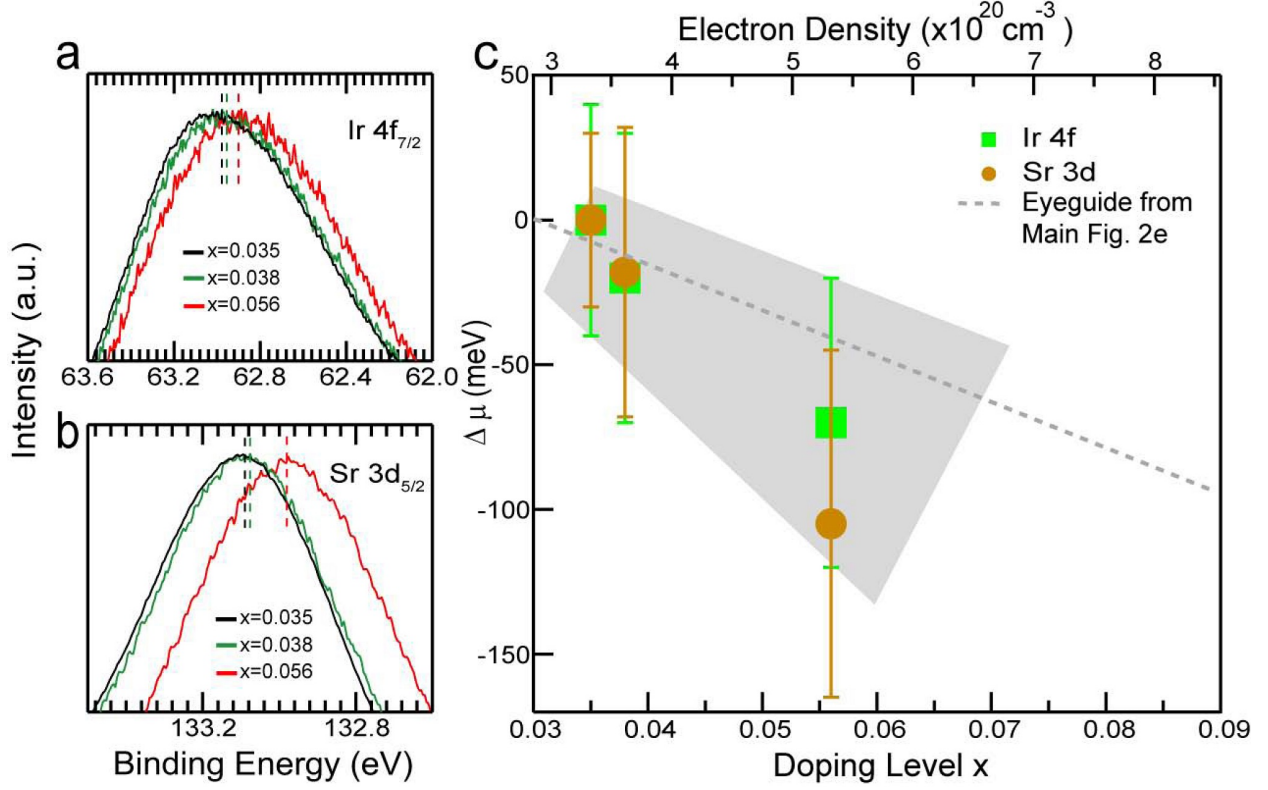 a
Ir 4f7/2
x=0.035
x=0.038
x=0.056
63.6 63.2 62.8 62.4 62.0
b
Sr 3d5/2
x=0.035
x=0.038
x=0.056
133.2 132.8
Intensity (a.u.)
Binding Energy (eV)
c
Electron Density (x10^20 cm^-3)
3 4 5 6 7 8
50
0
-50
-100
-150
Δ μ (meV)
Ir 4f
Sr 3d
Eyeguide from
Main Fig. 2e
0.03 0.04 0.05 0.06 0.07 0.08 0.09
Doping Level x